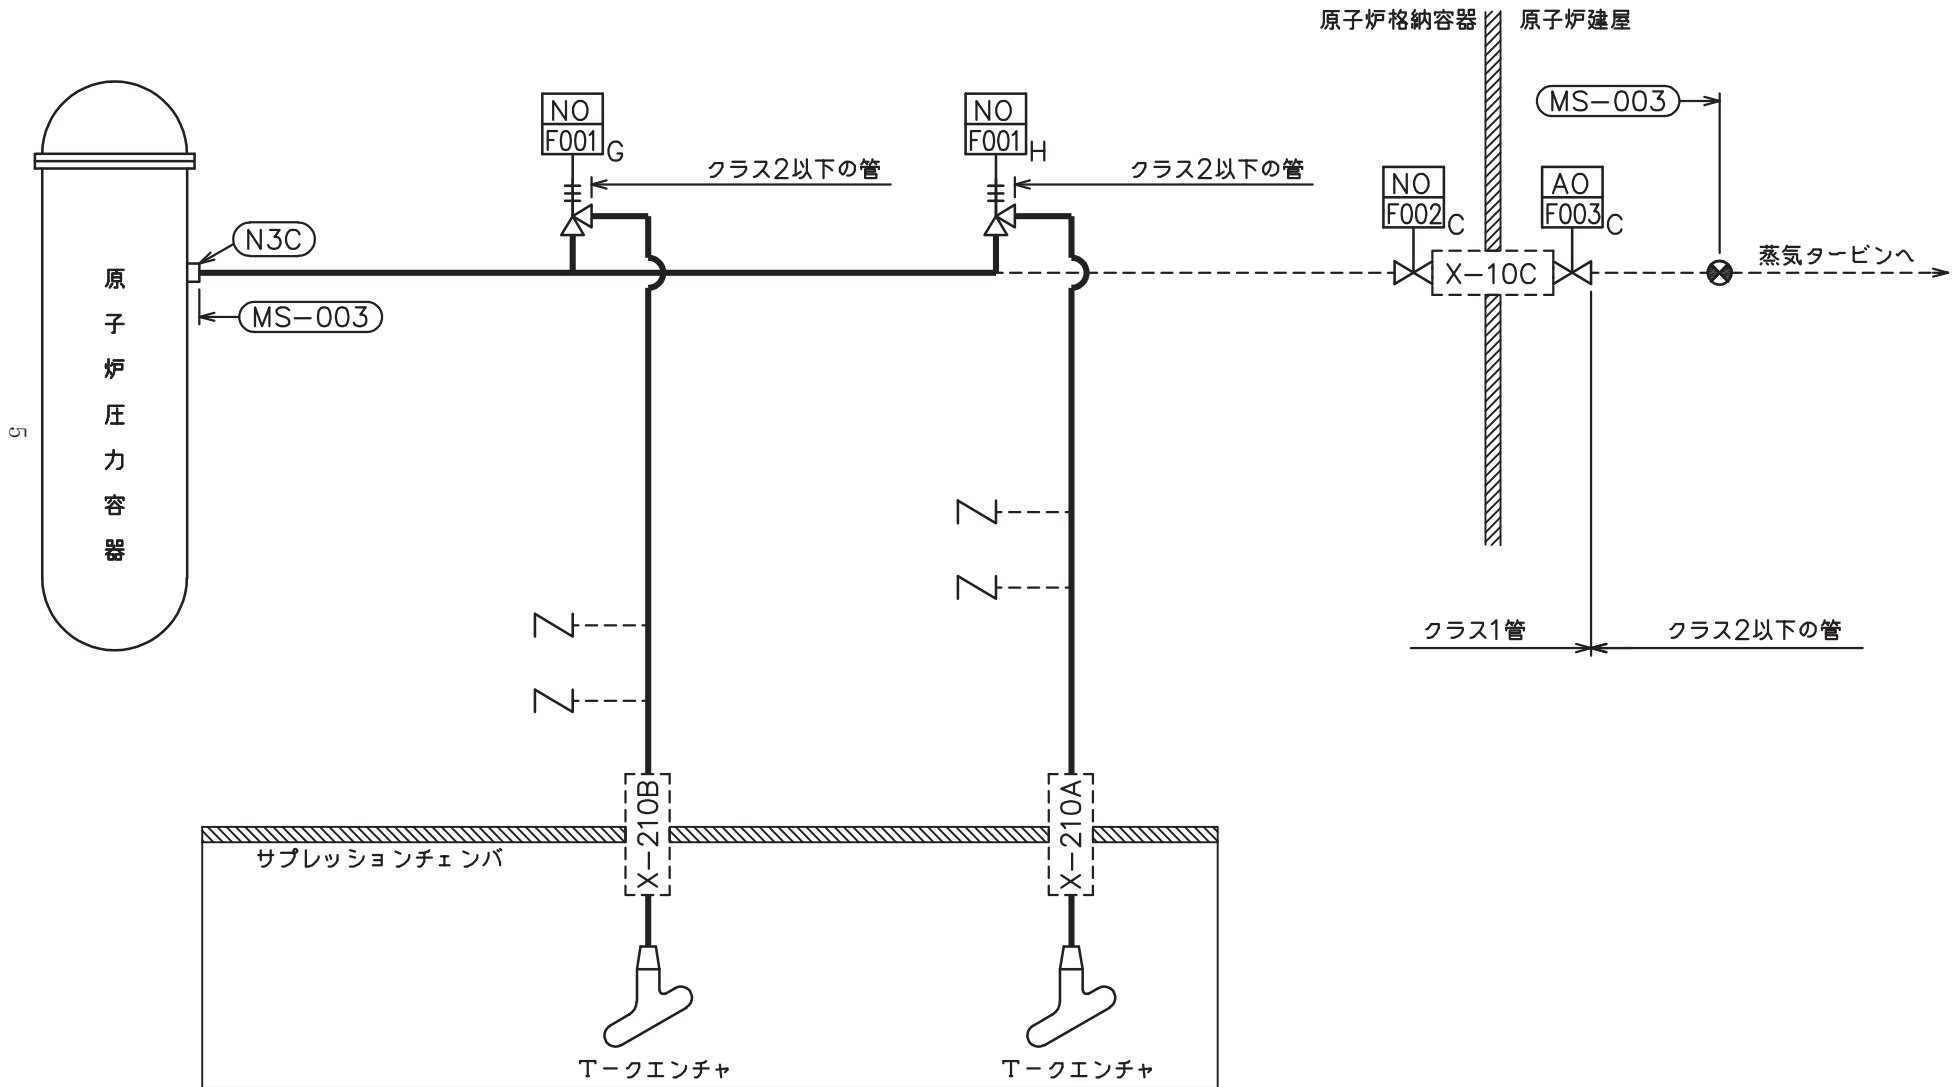 原子炉格納容器
原子炉建屋
MS-003
NO
F001
G
クラス2以下の管
NO
F001
H
クラス2以下の管
NO
F002
C
AO
F003
C
N3C
X-10C
蒸気タービンへ
MS-003
原子炉圧力容器
5
クラス1管
クラス2以下の管
X-210B
X-210A
サプレッションチェンバ
T-クエンチャ
T-クエンチャ